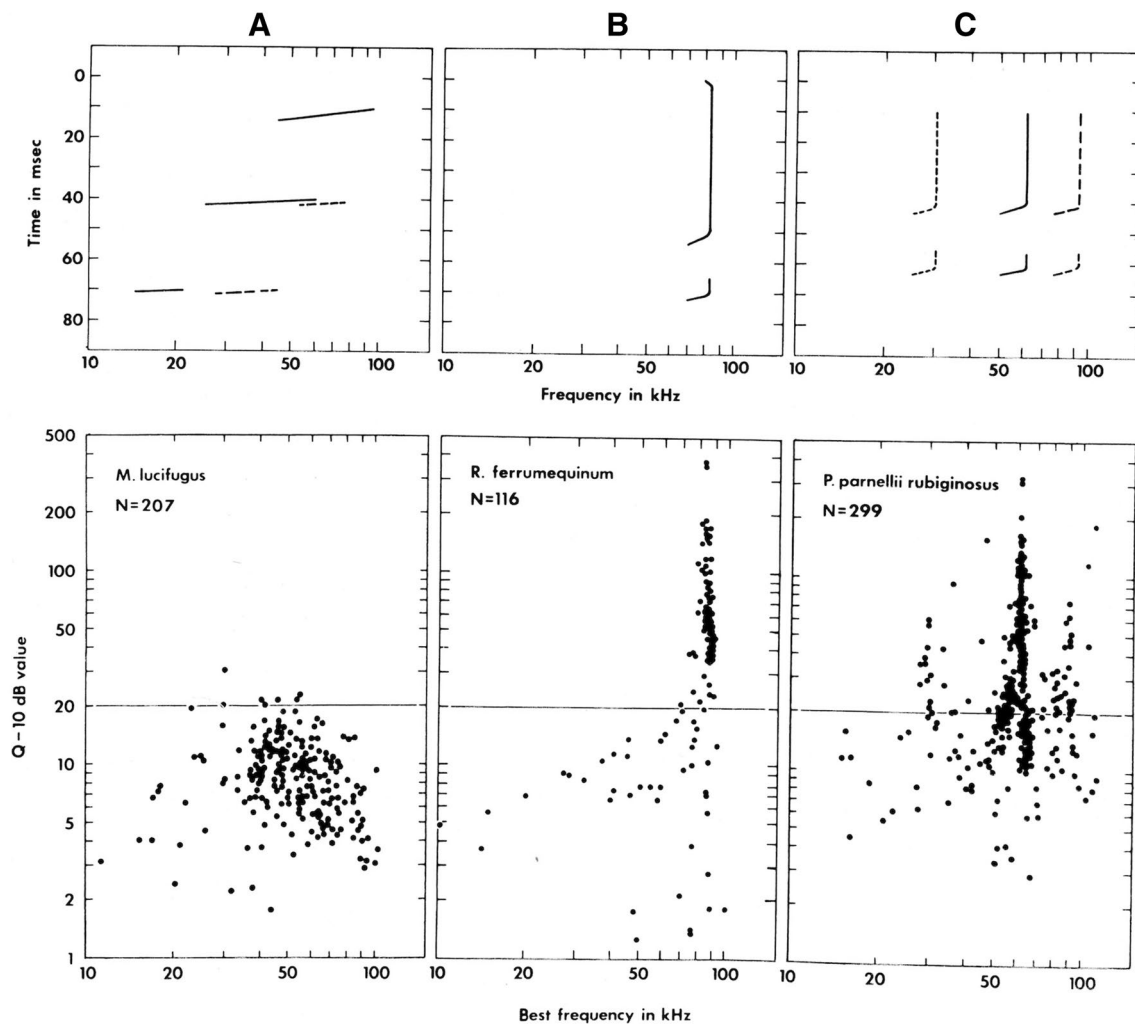 A B C
Time in msec
0
20
40
60
80
10 20 50 100
10 20 50 100
10 20 50 100
Frequency in kHz
Q-10 dB value
500
200
100
50
20
10
5
2
1
M. lucifugus
N=207
R. ferrumequinum
N=116
P. parnellii rubiginosus
N=299
10 20 50 100
10 20 50 100
10 20 50 100
Best frequency in kHz